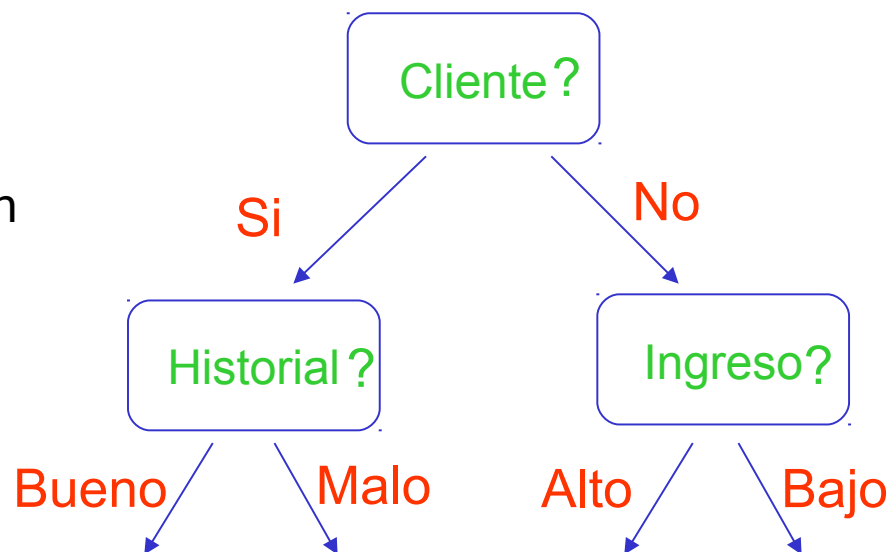 Cliente ?
Si
No
Historial ?
Ingreso?
Bueno
Malo
Alto
Bajo